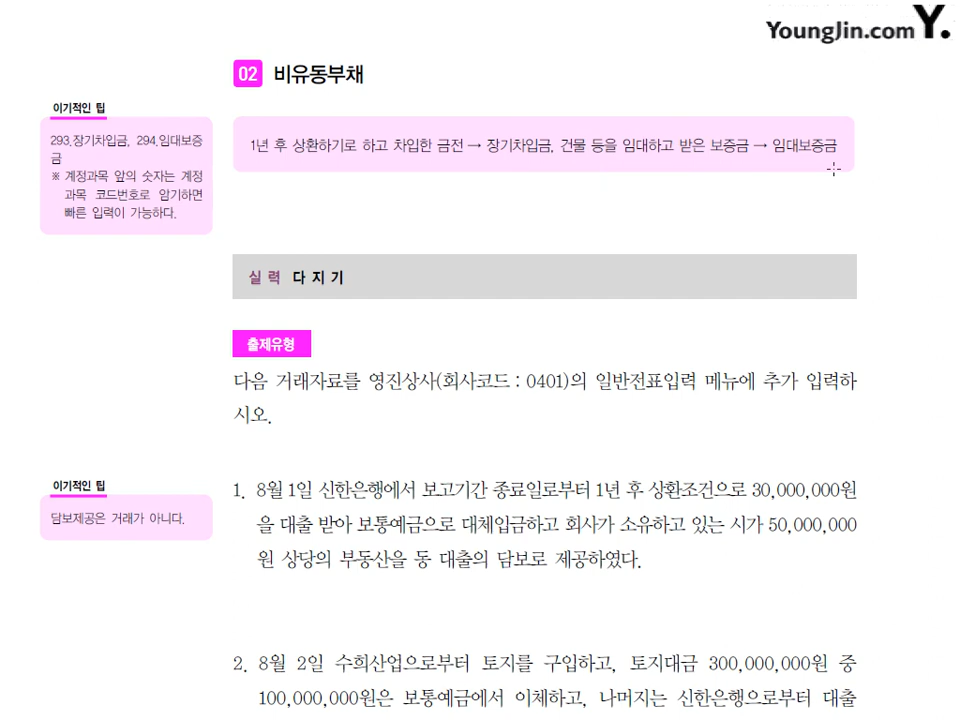 YoungJin.com Y.
02 비유동부채
이기적인 팁
293.장기차입금, 294.임대보증
금
※ 계정과목 앞의 숫자는 계정
과목 코드번호로 암기하면
빠른 입력이 가능하다.
1년 후 상환하기로 하고 차입한 금전 → 장기차입금, 건물 등을 임대하고 받은 보증금 → 임대보증금
실력 다지기
출제유형
다음 거래자료를 영진상사(회사코드 : 0401)의 일반전표입력 메뉴에 추가 입력하
시오.
이기적인 팁
담보제공은 거래가 아니다.
1. 8월 1일 신한은행에서 보고기간 종료일로부터 1년 후 상환조건으로 30,000,000원
을 대출 받아 보통예금으로 대체입금하고 회사가 소유하고 있는 시가 50,000,000
원 상당의 부동산을 동 대출의 담보로 제공하였다.
2. 8월 2일 수희산업으로부터 토지를 구입하고, 토지대금 300,000,000원 중
100,000,000원은 보통예금에서 이체하고, 나머지는 신한은행으로부터 대출